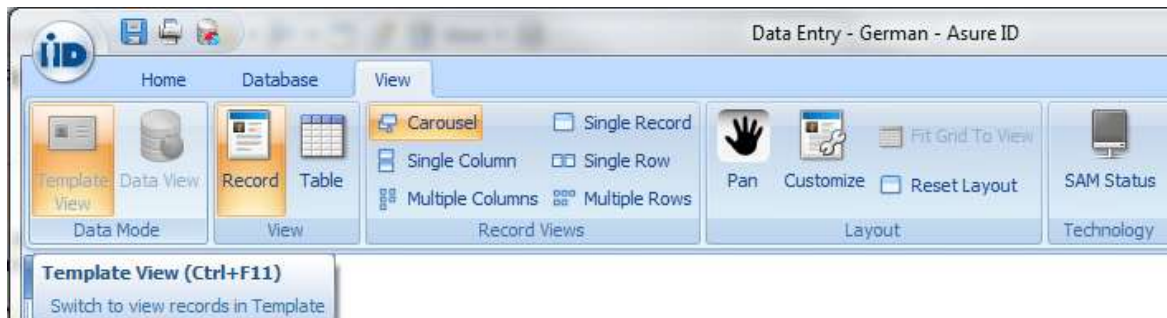 iID
Data Entry - German - Asure ID
Home Database View
Template View Data View
Record Table
Carousel Single Record
Single Column Single Row
Multiple Columns Multiple Rows
Pan Customize Fit Grid To View
Reset Layout
SAM Status
Data Mode View Record Views Layout Technology
Template View (Ctrl+F11)
Switch to view records in Template